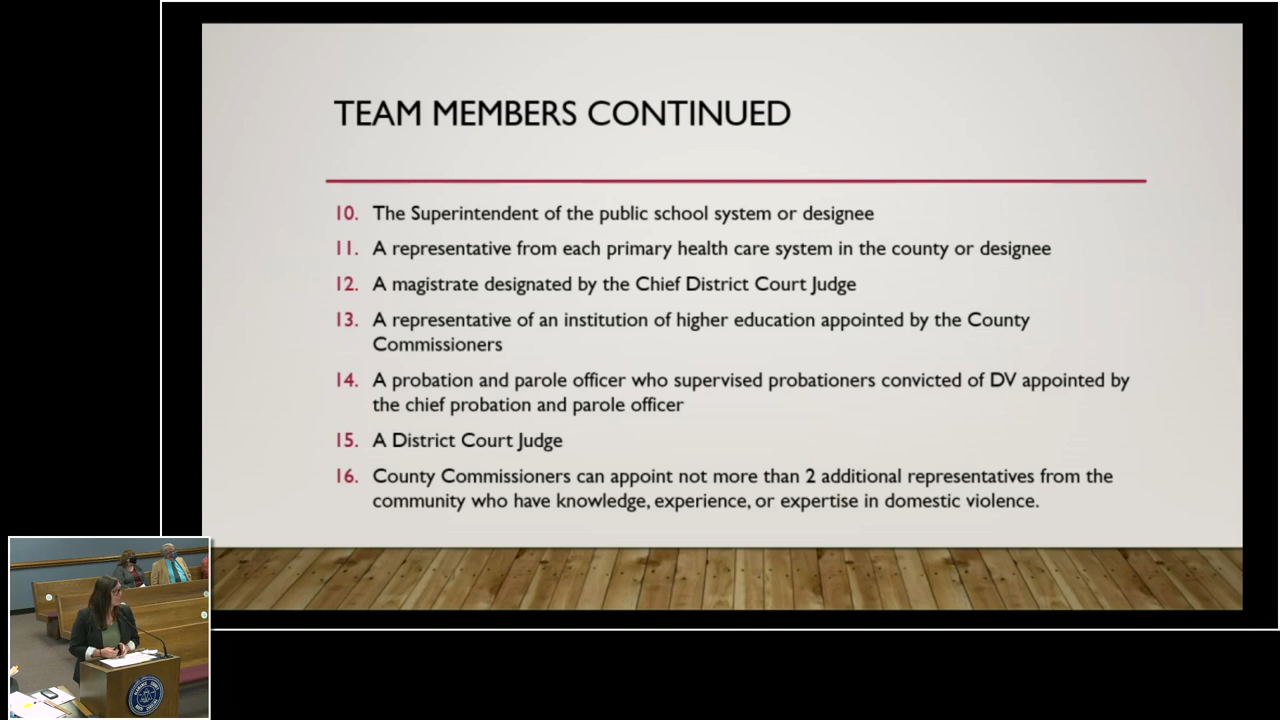 TEAM MEMBERS CONTINUED
10. The Superintendent of the public school system or designee
11. A representative from each primary health care system in the county or designee
12. A magistrate designated by the Chief District Court Judge
13. A representative of an institution of higher education appointed by the County
Commissioners
14. A probation and parole officer who supervised probationers convicted of DV appointed by
the chief probation and parole officer
15. A District Court Judge
16. County Commissioners can appoint not more than 2 additional representatives from the
community who have knowledge, experience, or expertise in domestic violence.